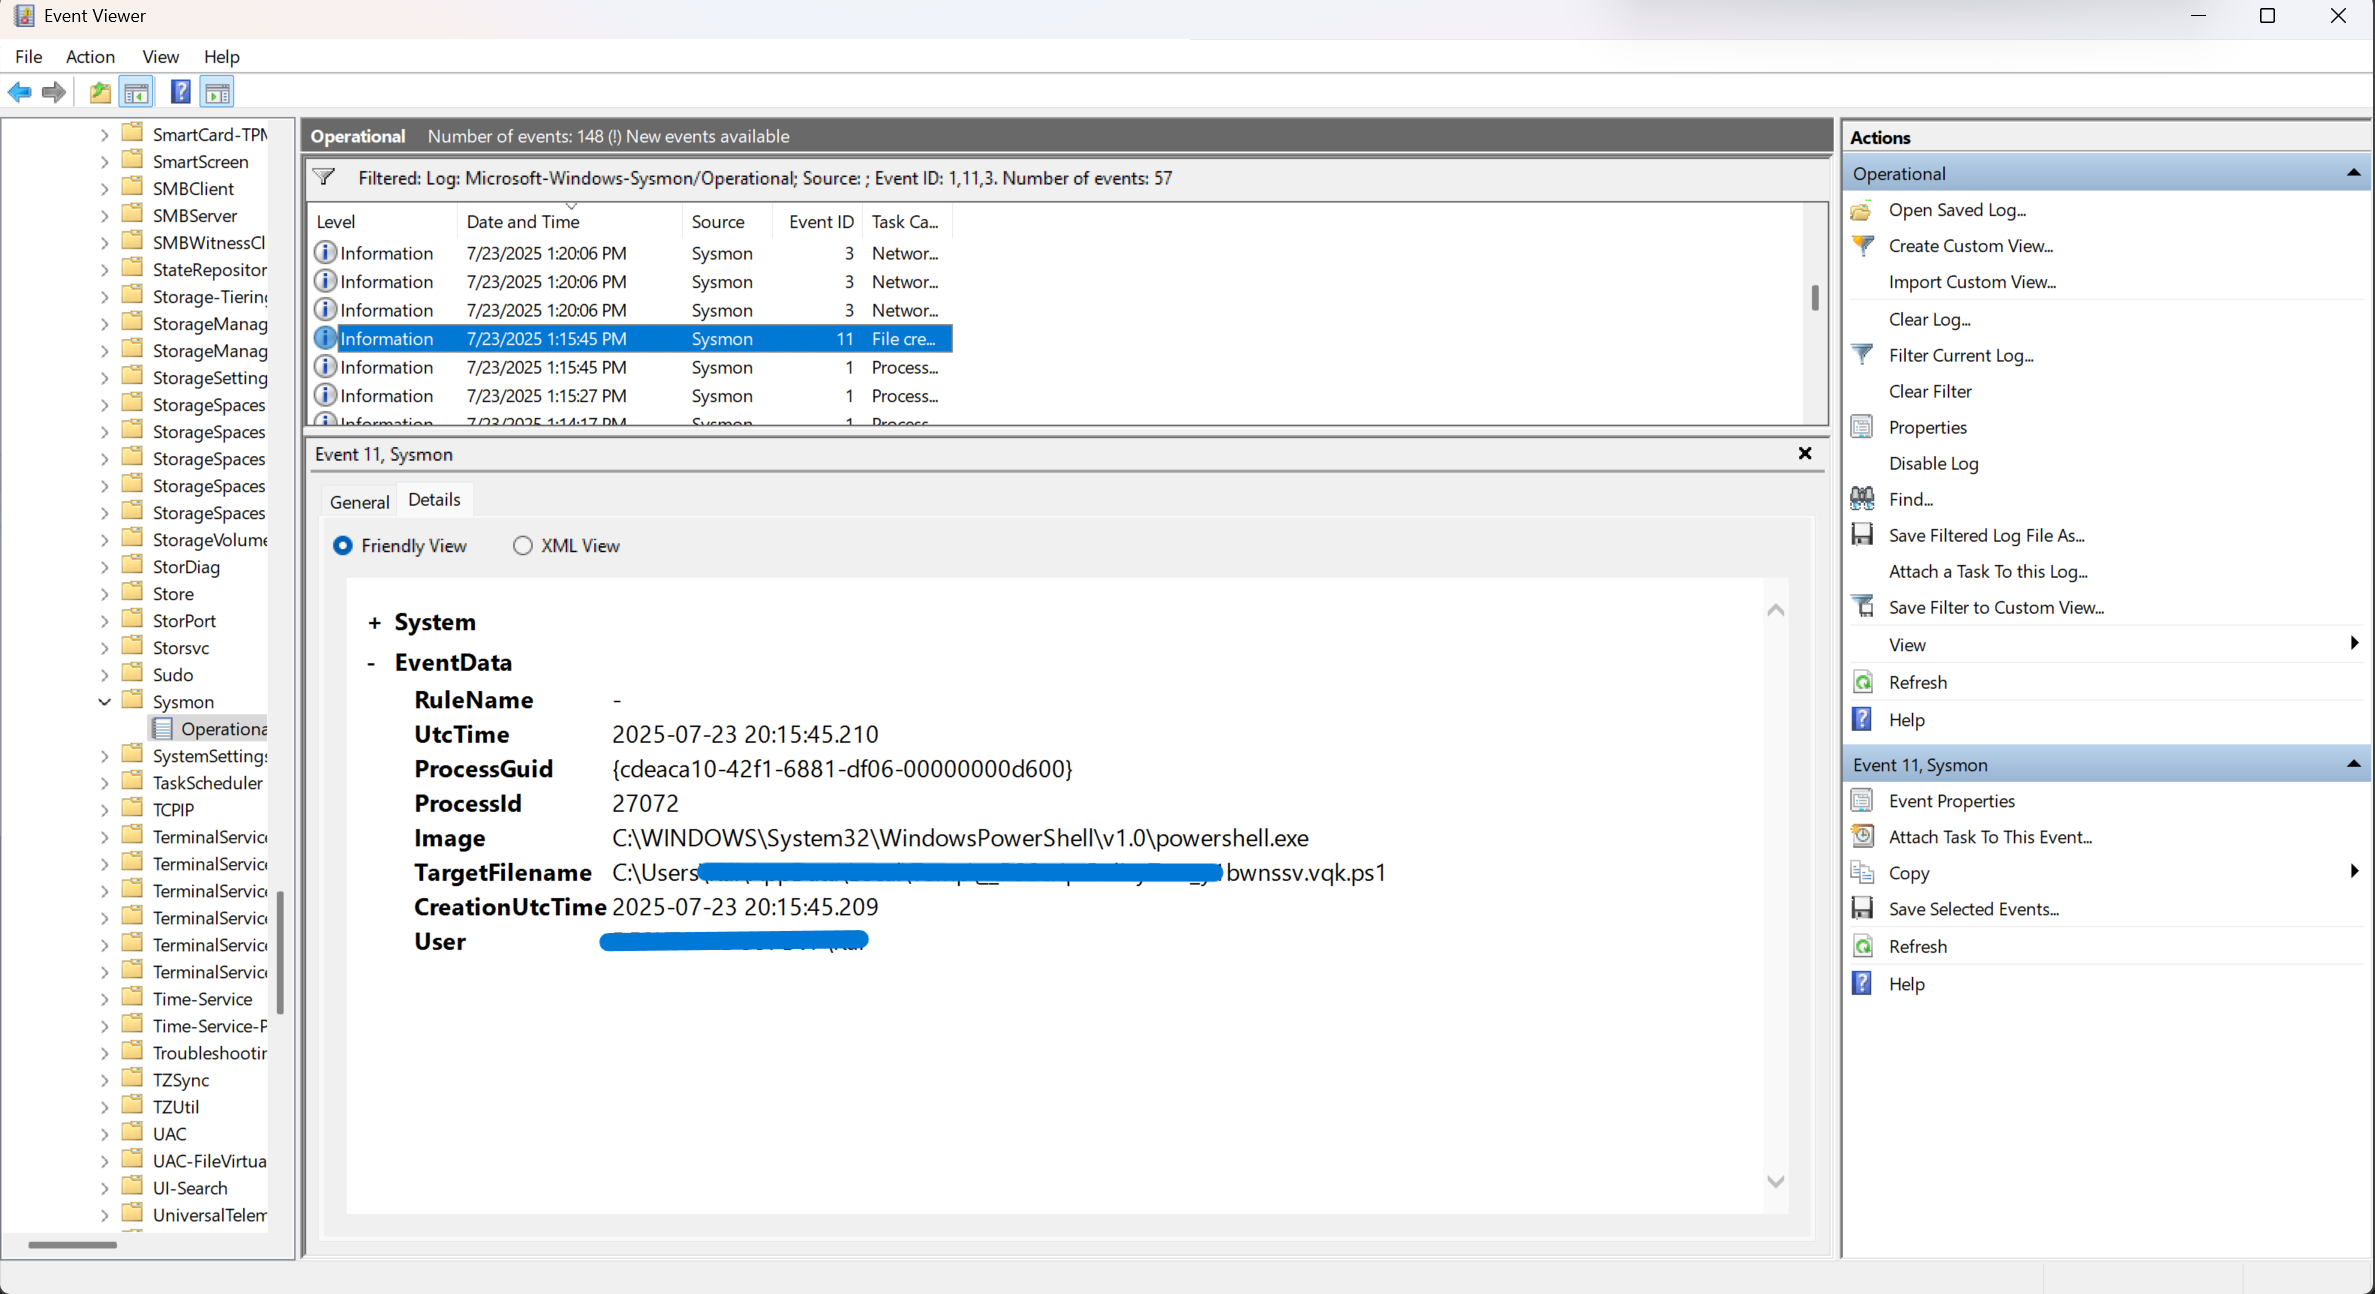 Event Viewer
File Action View Help
SmartCard-TPM
SmartScreen
SMBClient
SMBServer
SMBWitnessCl
StateRepositor
Storage-Tiering
StorageManag
StorageManag
StorageSetting
StorageSpaces
StorageSpaces
StorageSpaces
StorageSpaces
StorageSpaces
StorageVolume
StorDiag
Store
StorPort
Storsvc
Sudo
Sysmon
Operationa
SystemSettings
TaskScheduler
TCPIP
TerminalService
TerminalService
TerminalService
TerminalService
TerminalService
TerminalService
Time-Service
Time-Service-P
Troubleshootin
TZSync
TZUtil
UAC
UAC-FileVirtua
UI-Search
UniversalTelem
Operational Number of events: 148 (!) New events available
Filtered: Log: Microsoft-Windows-Sysmon/Operational; Source: ; Event ID: 1,11,3. Number of events: 57
Level Date and Time Source Event ID Task Ca...
Information 7/23/2025 1:20:06 PM Sysmon 3 Networ...
Information 7/23/2025 1:20:06 PM Sysmon 3 Networ...
Information 7/23/2025 1:20:06 PM Sysmon 3 Networ...
Information 7/23/2025 1:15:45 PM Sysmon 11 File cre...
Information 7/23/2025 1:15:45 PM Sysmon 1 Process...
Information 7/23/2025 1:15:27 PM Sysmon 1 Process...
Information 7/23/2025 1:14:17 PM Sysmon 1 Process...
Event 11, Sysmon
General Details
Friendly View XML View
+ System
- EventData
RuleName -
UtcTime 2025-07-23 20:15:45.210
ProcessGuid {cdeaca10-42f1-6881-df06-00000000d600}
ProcessId 27072
Image C:\WINDOWS\System32\WindowsPowerShell\v1.0\powershell.exe
TargetFilename C:\Users bwnssv.vqk.ps1
CreationUtcTime 2025-07-23 20:15:45.209
User
Actions
Operational
Open Saved Log...
Create Custom View...
Import Custom View...
Clear Log...
Filter Current Log...
Clear Filter
Properties
Disable Log
Find...
Save Filtered Log File As...
Attach a Task To this Log...
Save Filter to Custom View...
View
Refresh
Help
Event 11, Sysmon
Event Properties
Attach Task To This Event...
Copy
Save Selected Events...
Refresh
Help